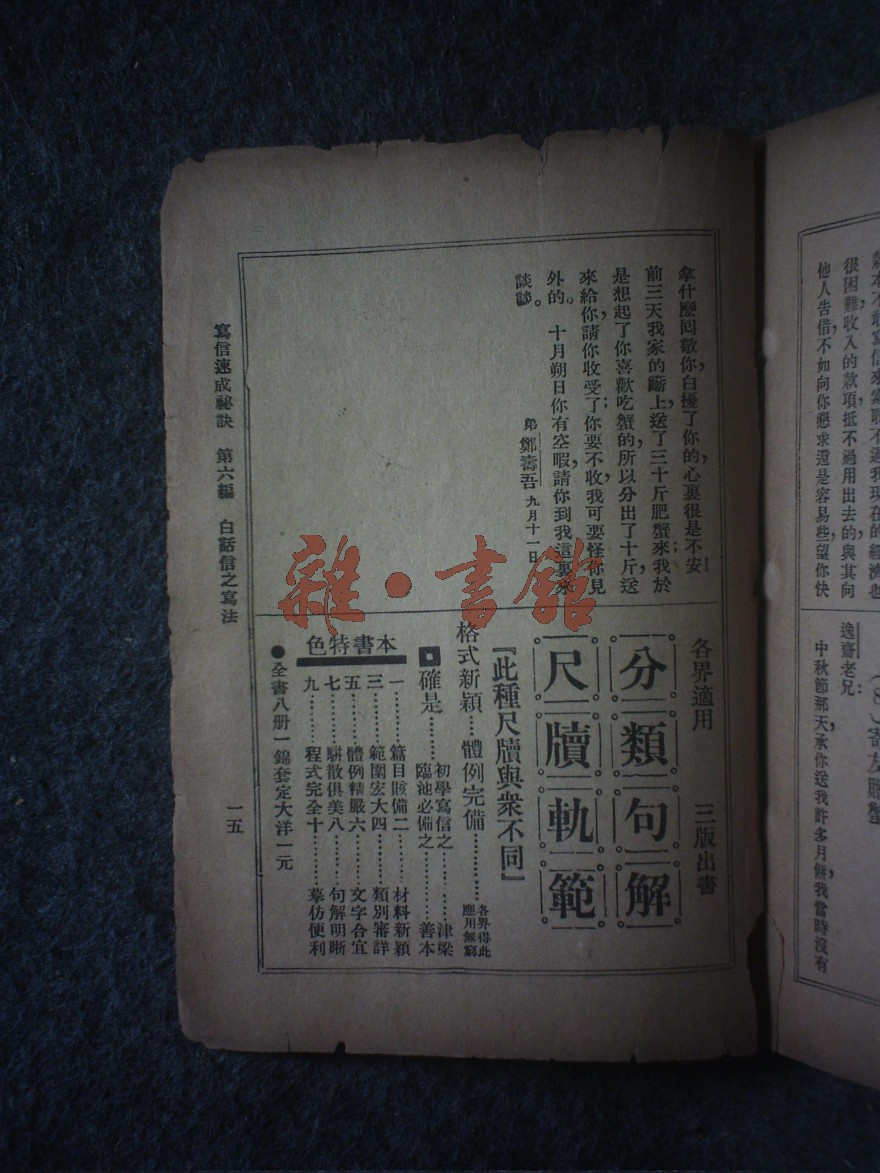 很困難收入的款項抵不過用出去的與其向
他人告借，不如向你懇求還是容易些，望你快
逸齋老兄：
中秋節那天，承你送我許多月餅，我當時沒有
拿什麼回敬你，白擾了你的，心裏很是不安！
前三天我家的籪上，送了三十斤肥蟹來；我於
是想起了你喜歡吃蟹的，所以分出了十斤，送
來給你，請你收受了；你要不收，我可要怪你見
外的。十月朔日你有空暇，請你到我這裏來
談談。
弟鄭壽吾 九月十一日
各界適用 三版出書
分類句解
尺牘軌範
『此種尺牘與衆不同』
格式新穎…體例完備…………各界得此應用無窮
確是……初學寫信之……津梁
臨池必備之……善本
本書特色
一………篇目賅備二………材料新穎
三………範圍宏大四………類別審詳
五………體例精嚴六………文字合宜
七………駢散俱美八………句解明晰
九………程式完全十………摹仿便利
●全書八册一錦套定大洋一元
寫信速成祕訣 第六編 白話信之寫法
一五
雜·書館